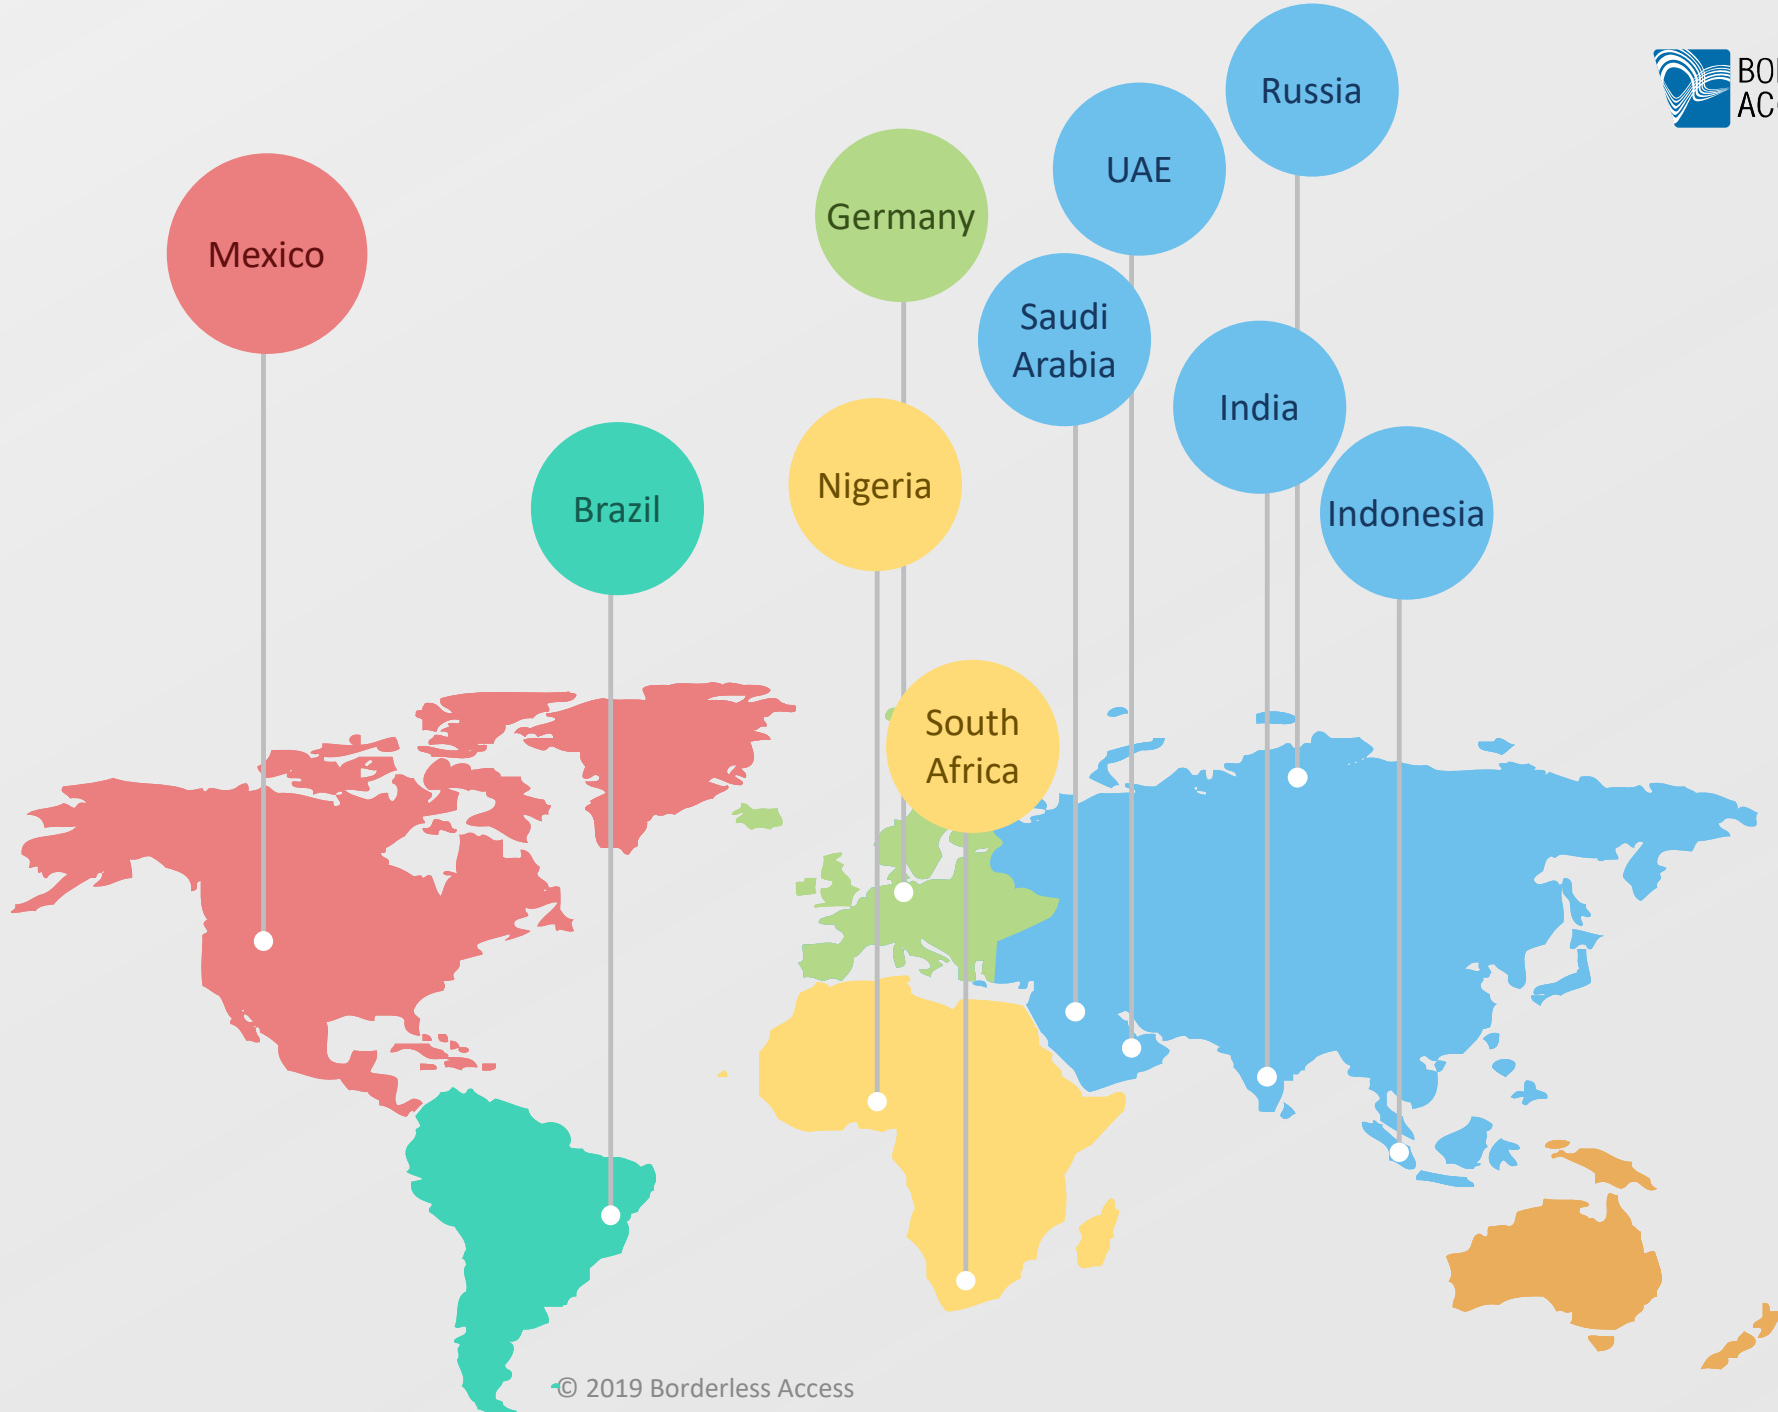 Russia
UAE
Germany
Mexico
Saudi
Arabia
India
Nigeria
Brazil
Indonesia
South
Africa
© 2019 Borderless Access